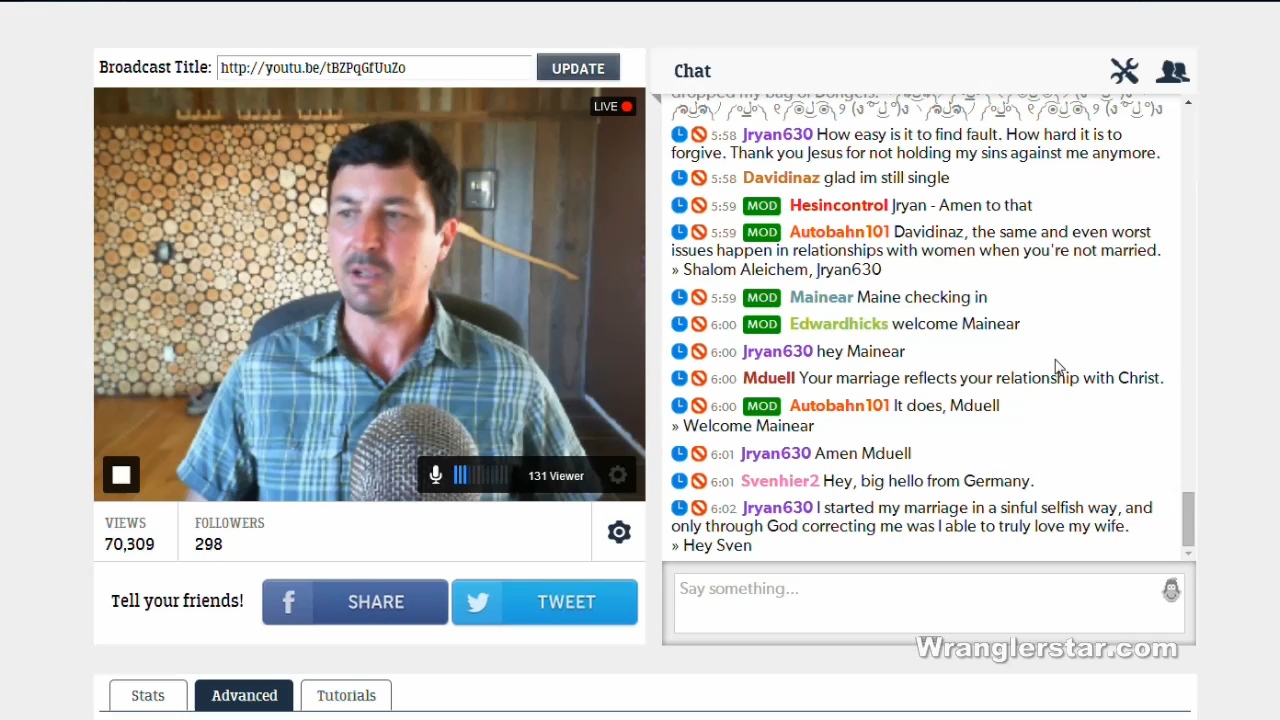 Broadcast Title: http://youtu.be/tBZPqGfUuZo UPDATE
LIVE
131 Viewer
VIEWS
70,309
FOLLOWERS
298
Tell your friends! f SHARE TWEET
Stats Advanced Tutorials
Chat
dropped my bag of Dongers.
5:58 Jryan630 How easy is it to find fault. How hard it is to
forgive. Thank you Jesus for not holding my sins against me anymore.
5:58 Davidinaz glad im still single
5:59 MOD Hesincontrol Jryan - Amen to that
5:59 MOD Autobahn101 Davidinaz, the same and even worst
issues happen in relationships with women when you're not married.
» Shalom Aleichem, Jryan630
5:59 MOD Mainear Maine checking in
6:00 MOD Edwardhicks welcome Mainear
6:00 Jryan630 hey Mainear
6:00 Mduell Your marriage reflects your relationship with Christ.
6:00 MOD Autobahn101 It does, Mduell
» Welcome Mainear
6:01 Jryan630 Amen Mduell
6:01 Svenhier2 Hey, big hello from Germany.
6:02 Jryan630 I started my marriage in a sinful selfish way, and
only through God correcting me was I able to truly love my wife.
» Hey Sven
Say something...
Wranglerstar.com